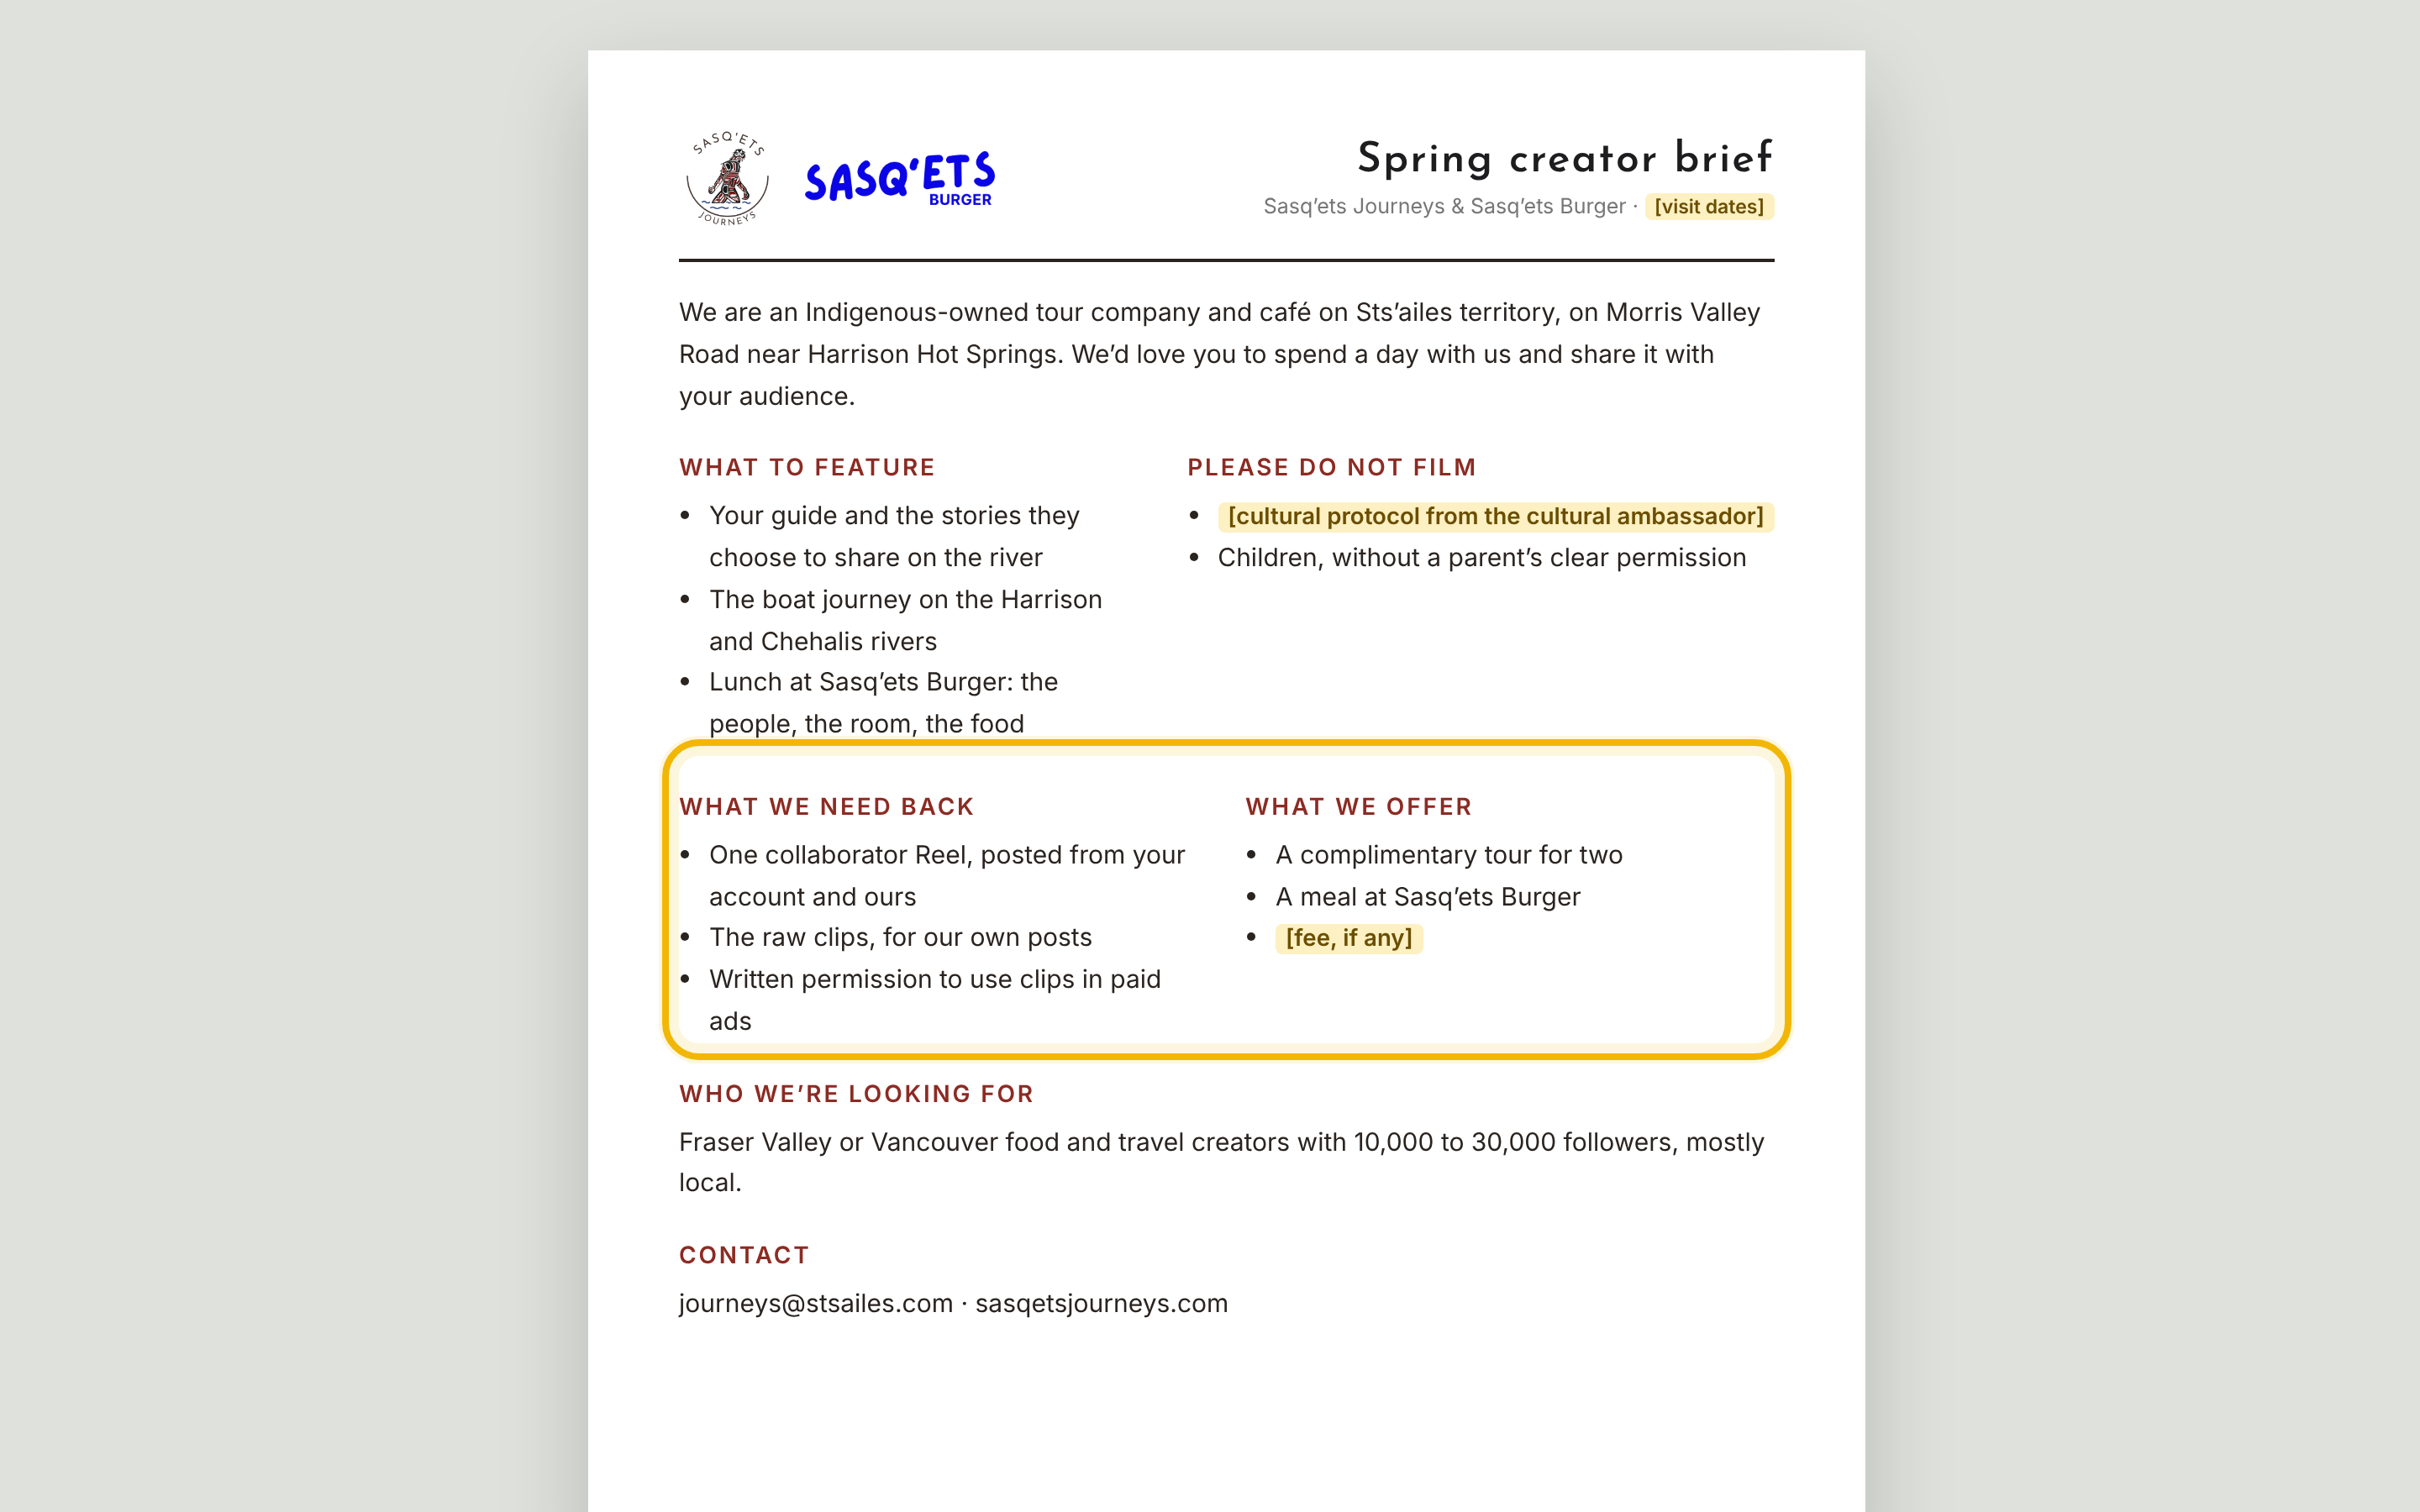 SASQ'ETS
JOURNEYS
SASQ'ETS
BURGER
Spring creator brief
Sasq’ets Journeys & Sasq’ets Burger · [visit dates]
We are an Indigenous-owned tour company and café on Sts’ailes territory, on Morris Valley
Road near Harrison Hot Springs. We’d love you to spend a day with us and share it with
your audience.
WHAT TO FEATURE
• Your guide and the stories they
choose to share on the river
• The boat journey on the Harrison
and Chehalis rivers
• Lunch at Sasq’ets Burger: the
people, the room, the food
PLEASE DO NOT FILM
• [cultural protocol from the cultural ambassador]
• Children, without a parent’s clear permission
WHAT WE NEED BACK
• One collaborator Reel, posted from your
account and ours
• The raw clips, for our own posts
• Written permission to use clips in paid
ads
WHAT WE OFFER
• A complimentary tour for two
• A meal at Sasq’ets Burger
• [fee, if any]
WHO WE’RE LOOKING FOR
Fraser Valley or Vancouver food and travel creators with 10,000 to 30,000 followers, mostly
local.
CONTACT
journeys@stsailes.com · sasqetsjourneys.com